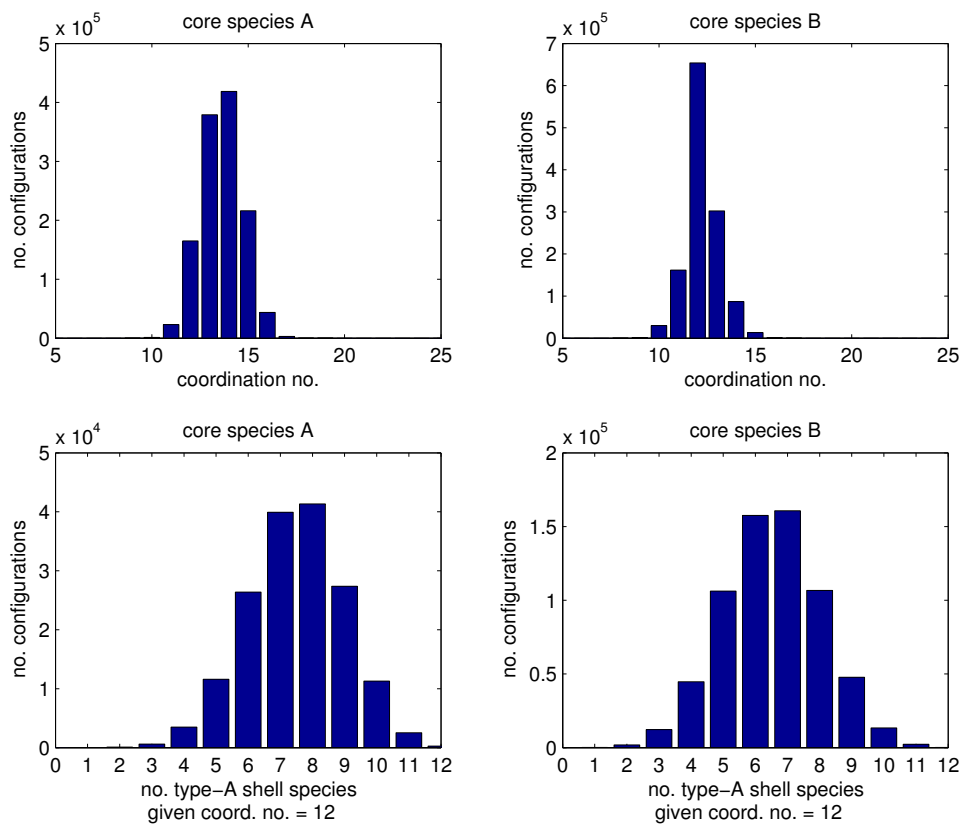 core species A
x 10^5
5
4
3
2
1
0
no. configurations
5 10 15 20 25
coordination no.
core species B
x 10^5
7
6
5
4
3
2
1
0
no. configurations
5 10 15 20 25
coordination no.
core species A
x 10^4
5
4
3
2
1
0
no. configurations
0 1 2 3 4 5 6 7 8 9 10 11 12
no. type−A shell species
given coord. no. = 12
core species B
x 10^5
2
1.5
1
0.5
0
no. configurations
0 1 2 3 4 5 6 7 8 9 10 11 12
no. type−A shell species
given coord. no. = 12